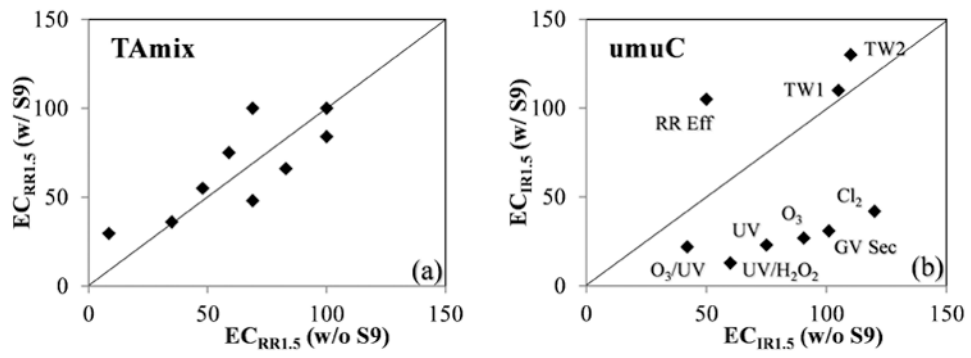 150
TAmix
100
50
0
0
50
100
150
EC_RR1.5 (w/ S9)
EC_RR1.5 (w/o S9)
(a)
150
umuC
TW2
TW1
100
RR Eff
50
Cl₂
O₃
UV
GV Sec
O₃/UV
UV/H₂O₂
0
0
50
100
150
EC_IR1.5 (w/ S9)
EC_IR1.5 (w/o S9)
(b)